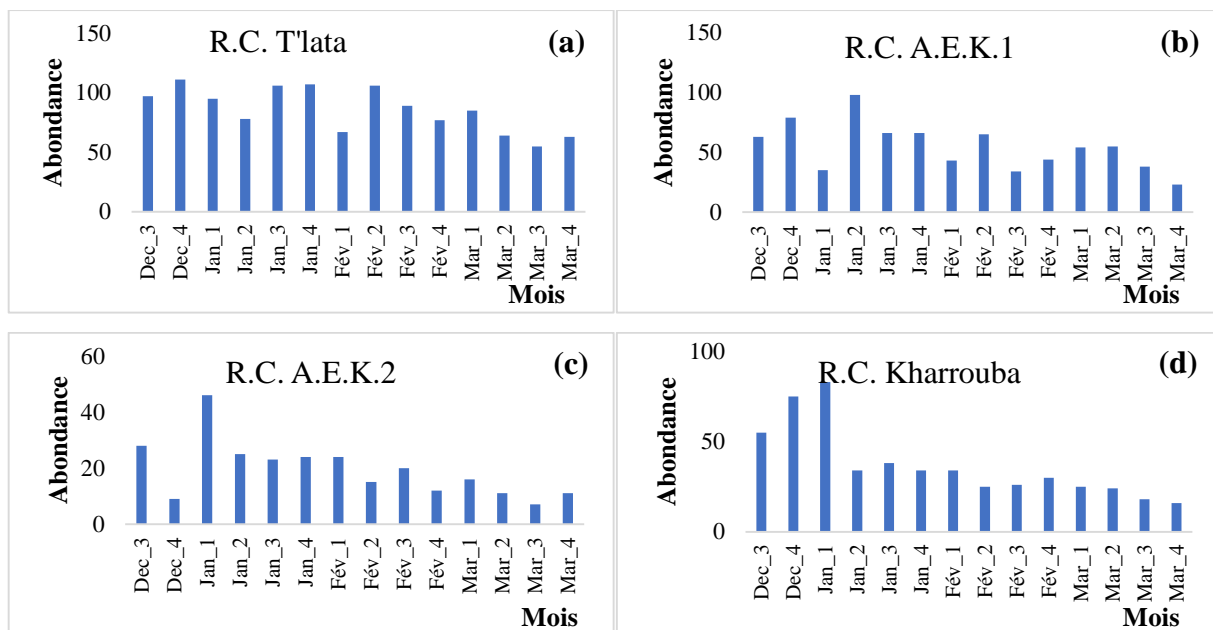 R.C. T'lata
(a)
150
100
50
0
Abondance
Dec_3
Dec_4
Jan_1
Jan_2
Jan_3
Jan_4
Fév_1
Fév_2
Fév_3
Fév_4
Mar_1
Mar_2
Mar_3
Mar_4
Mois
R.C. A.E.K.1
(b)
150
100
50
0
Abondance
Dec_3
Dec_4
Jan_1
Jan_2
Jan_3
Jan_4
Fév_1
Fév_2
Fév_3
Fév_4
Mar_1
Mar_2
Mar_3
Mar_4
Mois
R.C. A.E.K.2
(c)
60
40
20
0
Abondance
Dec_3
Dec_4
Jan_1
Jan_2
Jan_3
Jan_4
Fév_1
Fév_2
Fév_3
Fév_4
Mar_1
Mar_2
Mar_3
Mar_4
Mois
R.C. Kharrouba
(d)
100
50
0
Abondance
Dec_3
Dec_4
Jan_1
Jan_2
Jan_3
Jan_4
Fév_1
Fév_2
Fév_3
Fév_4
Mar_1
Mar_2
Mar_3
Mar_4
Mois